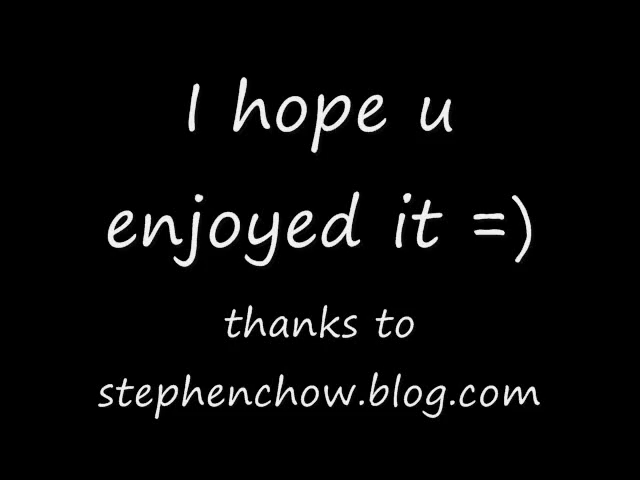 I hope u
enjoyed it =)
thanks to
stephenchow.blog.com